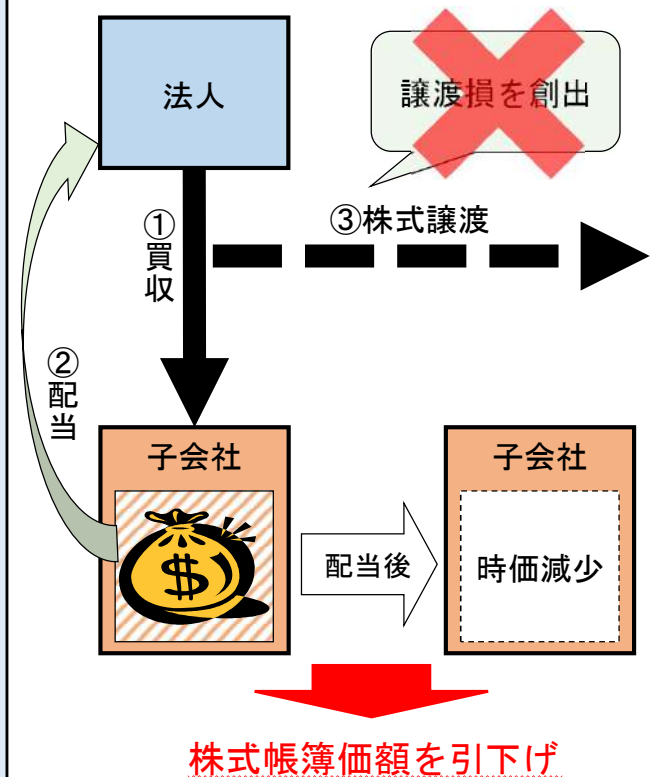 法人
譲渡損を創出
①買収
③株式譲渡
②配当
子会社
子会社
$
配当後
時価減少
株式帳簿価額を引下げ